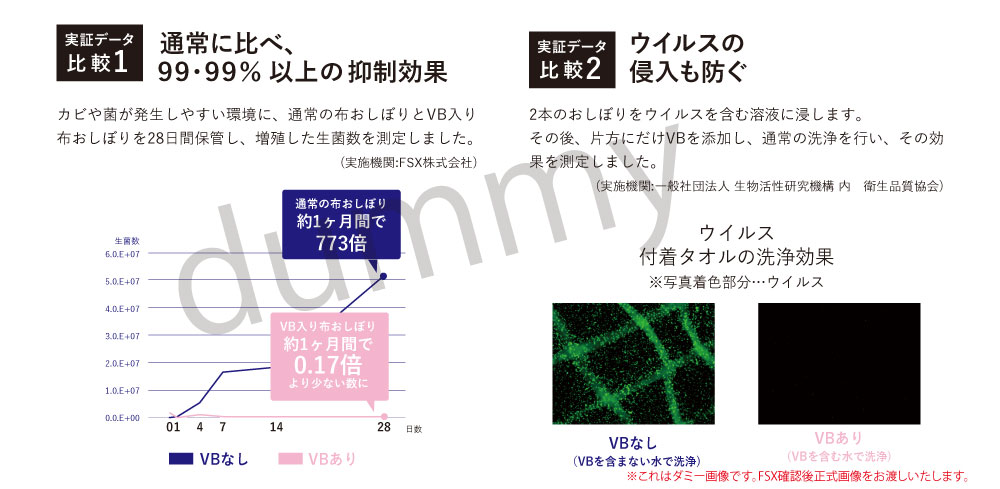 実証データ
比較1
通常に比べ、
99・99% 以上の抑制効果
カビや菌が発生しやすい環境に、通常の布おしぼりとVB入り
布おしぼりを28日間保管し、増殖した生菌数を測定しました。
(実施機関:FSX株式会社)
通常の布おしぼり
約1ヶ月間で
773倍
生菌数
6.0.E+07
5.0.E+07
4.0.E+07
3.0.E+07
2.0.E+07
1.0.E+07
0.0.E+00
VB入り布おしぼり
約1ヶ月間で
0.17倍
より少ない数に
01 4 7 14 28 日数
VBなし VBあり
実証データ
比較2
ウイルスの
侵入も防ぐ
2本のおしぼりをウイルスを含む溶液に浸します。
その後、片方にだけVBを添加し、通常の洗浄を行い、その効
果を測定しました。
(実施機関:一般社団法人 生物活性研究機構 内　衛生品質協会)
ウイルス
付着タオルの洗浄効果
※写真着色部分…ウイルス
VBなし
(VBを含まない水で洗浄)
VBあり
(VBを含む水で洗浄)
※これはダミー画像です。FSX確認後正式画像をお渡しいたします。
dummy